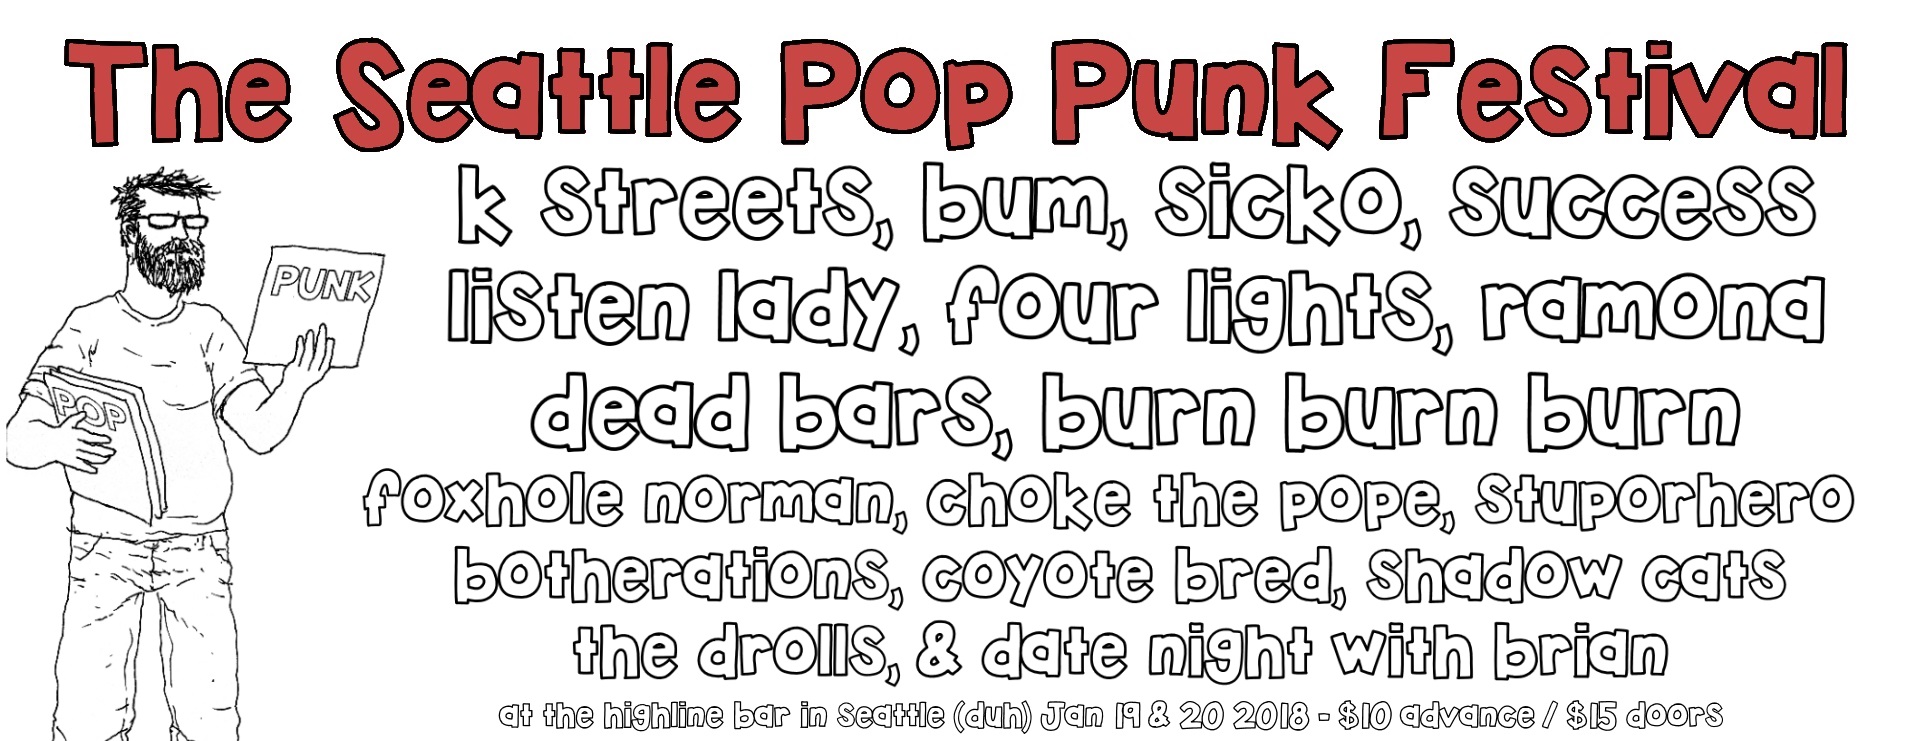 The Seattle Pop Punk Festival
k streets, bum, sicko, success
listen lady, four lights, ramona
dead bars, burn burn burn
foxhole norman, choke the pope, stuporhero
botherations, coyote bred, shadow cats
the drolls, & date night with brian
at the highline bar in seattle (duh) Jan 19 & 20 2018 - $10 advance / $15 doors
PUNK
POP